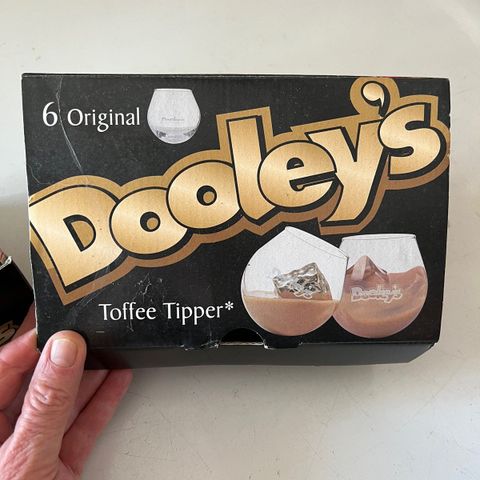 6 Original
Dooley's
Toffee Tipper*
Dooley's